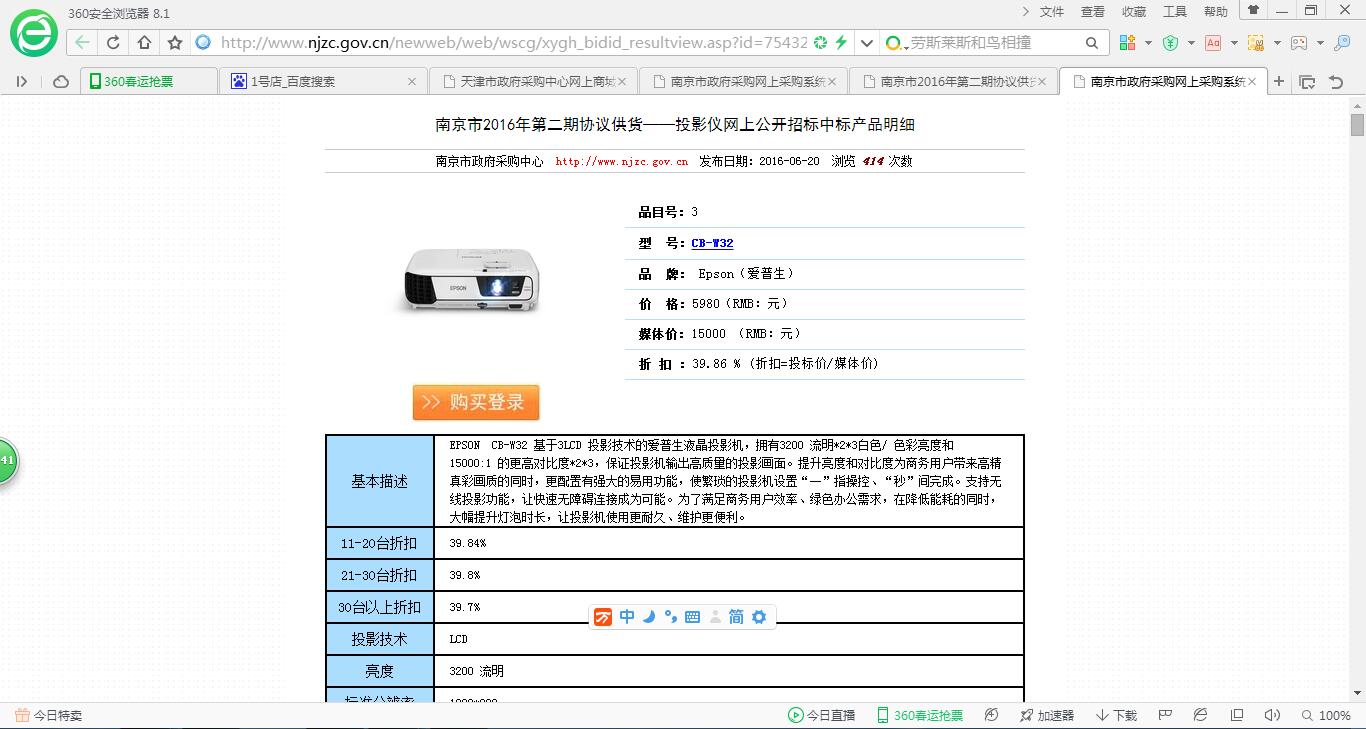 360安全浏览器 8.1
文件 查看 收藏 工具 帮助
http://www.njzc.gov.cn/newweb/web/wscg/xygh_bidid_resultview.asp?id=75432
劳斯莱斯和鸟相撞
360春运抢票
1号店_百度搜索
天津市政府采购中心网上商城
南京市政府采购网上采购系统
南京市2016年第二期协议供货
南京市政府采购网上采购系统
南京市2016年第二期协议供货——投影仪网上公开招标中标产品明细
南京市政府采购中心 http://www.njzc.gov.cn 发布日期：2016-06-20 浏览 414 次数
品目号：3
型 号：CB-W32
品 牌： Epson（爱普生）
价 格：5980（RMB：元）
媒体价：15000 （RMB：元）
折 扣 ：39.86 %（折扣=投标价/媒体价）
EPSON
购买登录
41
基本描述
EPSON CB-W32 基于3LCD 投影技术的爱普生液晶投影机，拥有3200 流明*2*3白色/ 色彩亮度和
15000:1 的更高对比度*2*3，保证投影机输出高质量的投影画面。提升亮度和对比度为商务用户带来高精
真彩画质的同时，更配置有强大的易用功能，使繁琐的投影机设置“一”指操控、“秒”间完成。支持无
线投影功能，让快速无障碍连接成为可能。为了满足商务用户效率、绿色办公需求，在降低能耗的同时，
大幅提升灯泡时长，让投影机使用更耐久、维护更便利。
11-20台折扣 39.84%
21-30台折扣 39.8%
30台以上折扣 39.7%
中 简
投影技术 LCD
亮度 3200 流明
标准分辨率
今日特卖
今日直播 360春运抢票 加速器 下载 100%